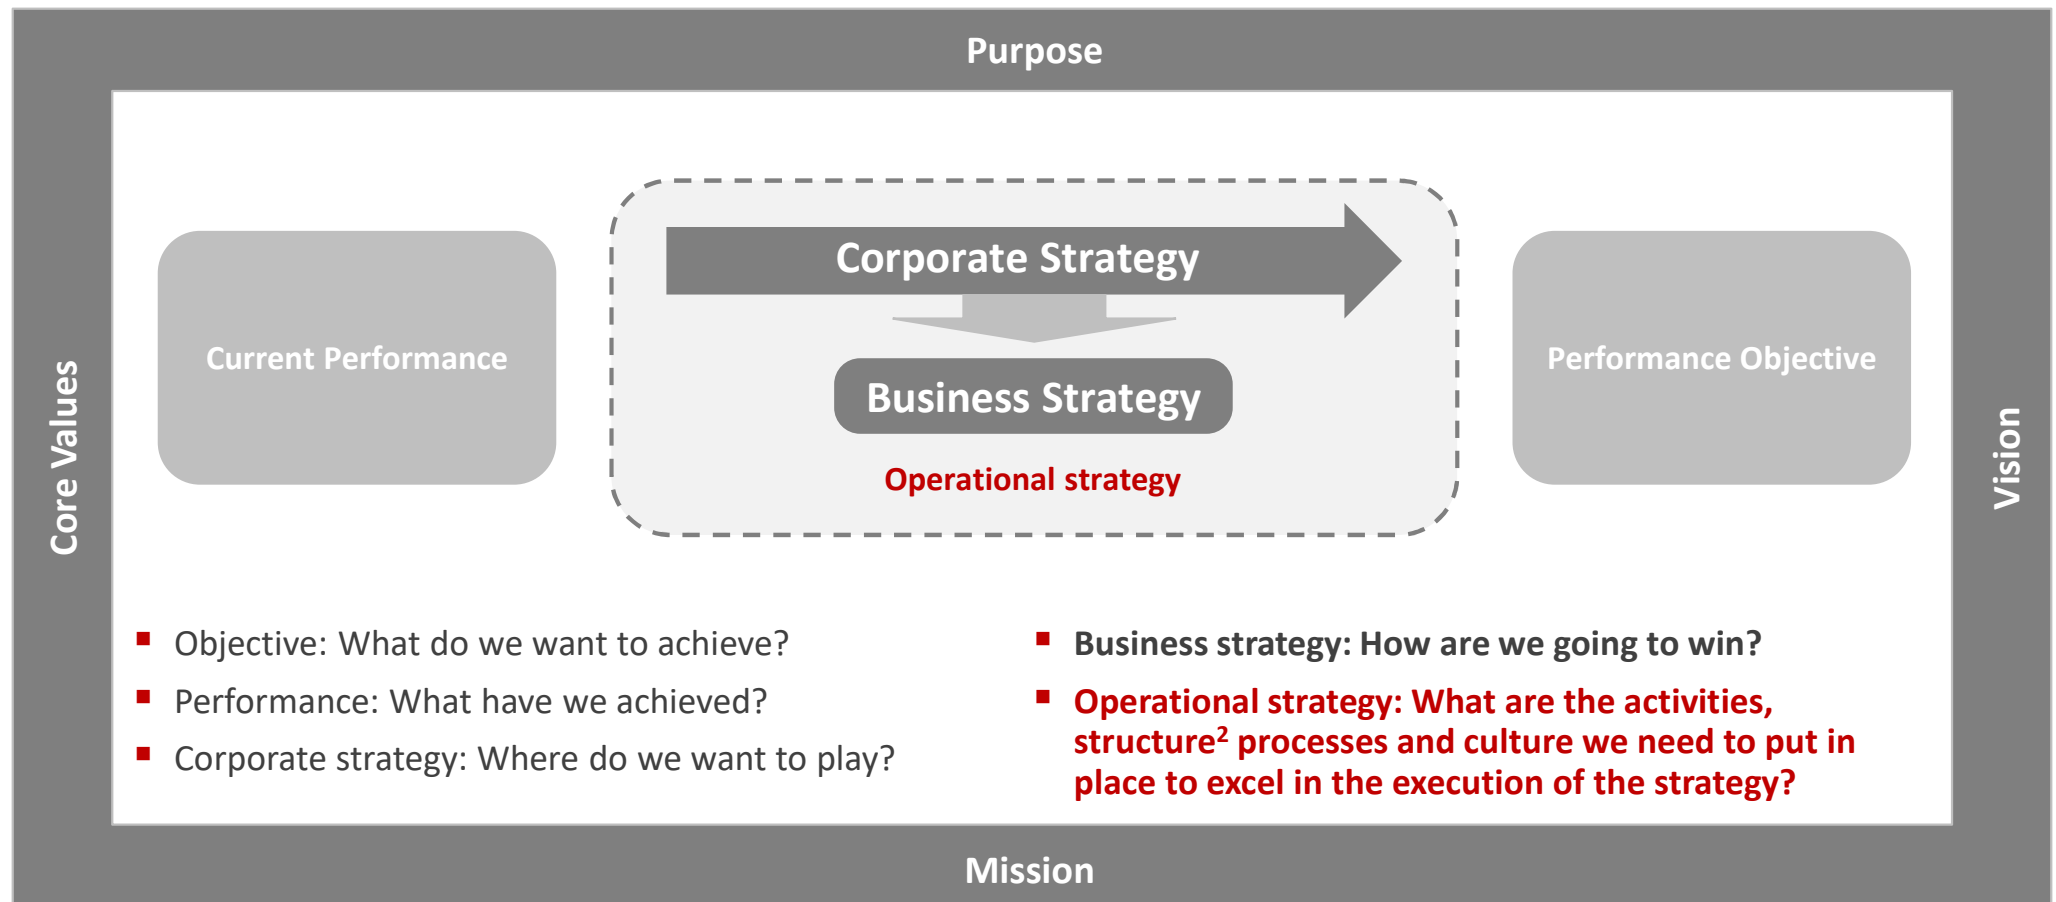 Purpose
Core Values
Current Performance
Corporate Strategy
Business Strategy
Operational strategy
Performance Objective
Vision
▪ Objective: What do we want to achieve?
▪ Performance: What have we achieved?
▪ Corporate strategy: Where do we want to play?
▪ Business strategy: How are we going to win?
▪ Operational strategy: What are the activities,
structure² processes and culture we need to put in
place to excel in the execution of the strategy?
Mission